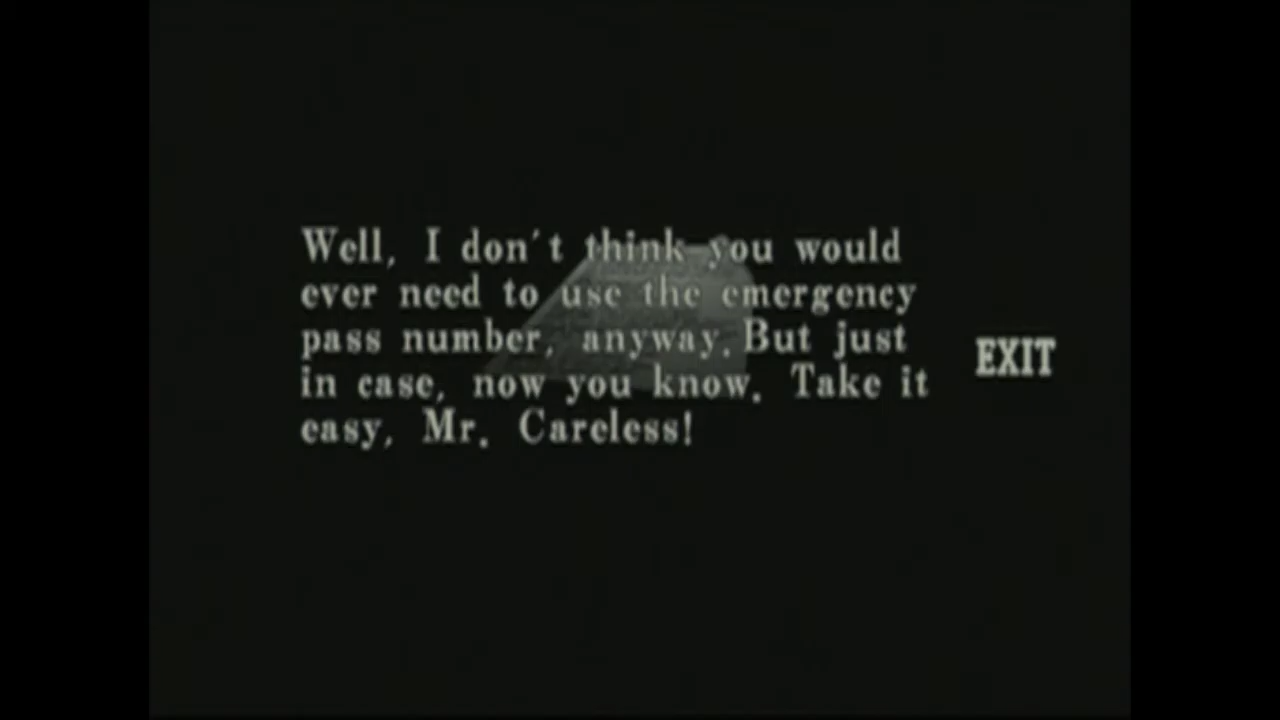 Well, I don't think you would
ever need to use the emergency
pass number, anyway. But just
in case, now you know. Take it
easy, Mr. Careless!
EXIT